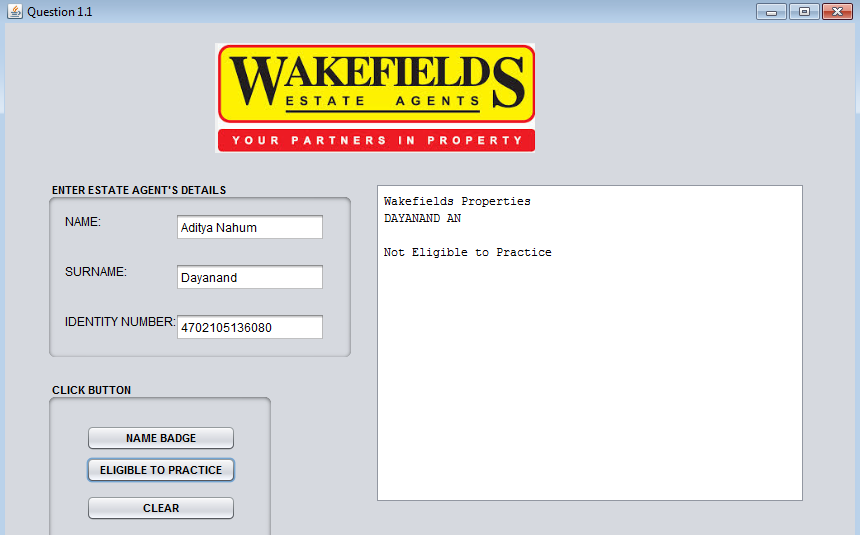 Question 1.1
WAKEFIELDS
ESTATE AGENTS
YOUR PARTNERS IN PROPERTY
ENTER ESTATE AGENT'S DETAILS
NAME:
Aditya Nahum
SURNAME:
Dayanand
IDENTITY NUMBER:
4702105136080
Wakefields Properties
DAYANAND AN
Not Eligible to Practice
CLICK BUTTON
NAME BADGE
ELIGIBLE TO PRACTICE
CLEAR